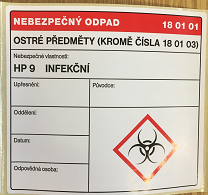 NEBEZPEČNÝ ODPAD 18 01 01
OSTRÉ PŘEDMĚTY (KROMĚ ČÍSLA 18 01 03)
Nebezpečné vlastnosti:
HP 9 INFEKČNÍ
Upřesnění:
Původce:
Oddělení:
Datum:
Odpovědná osoba: